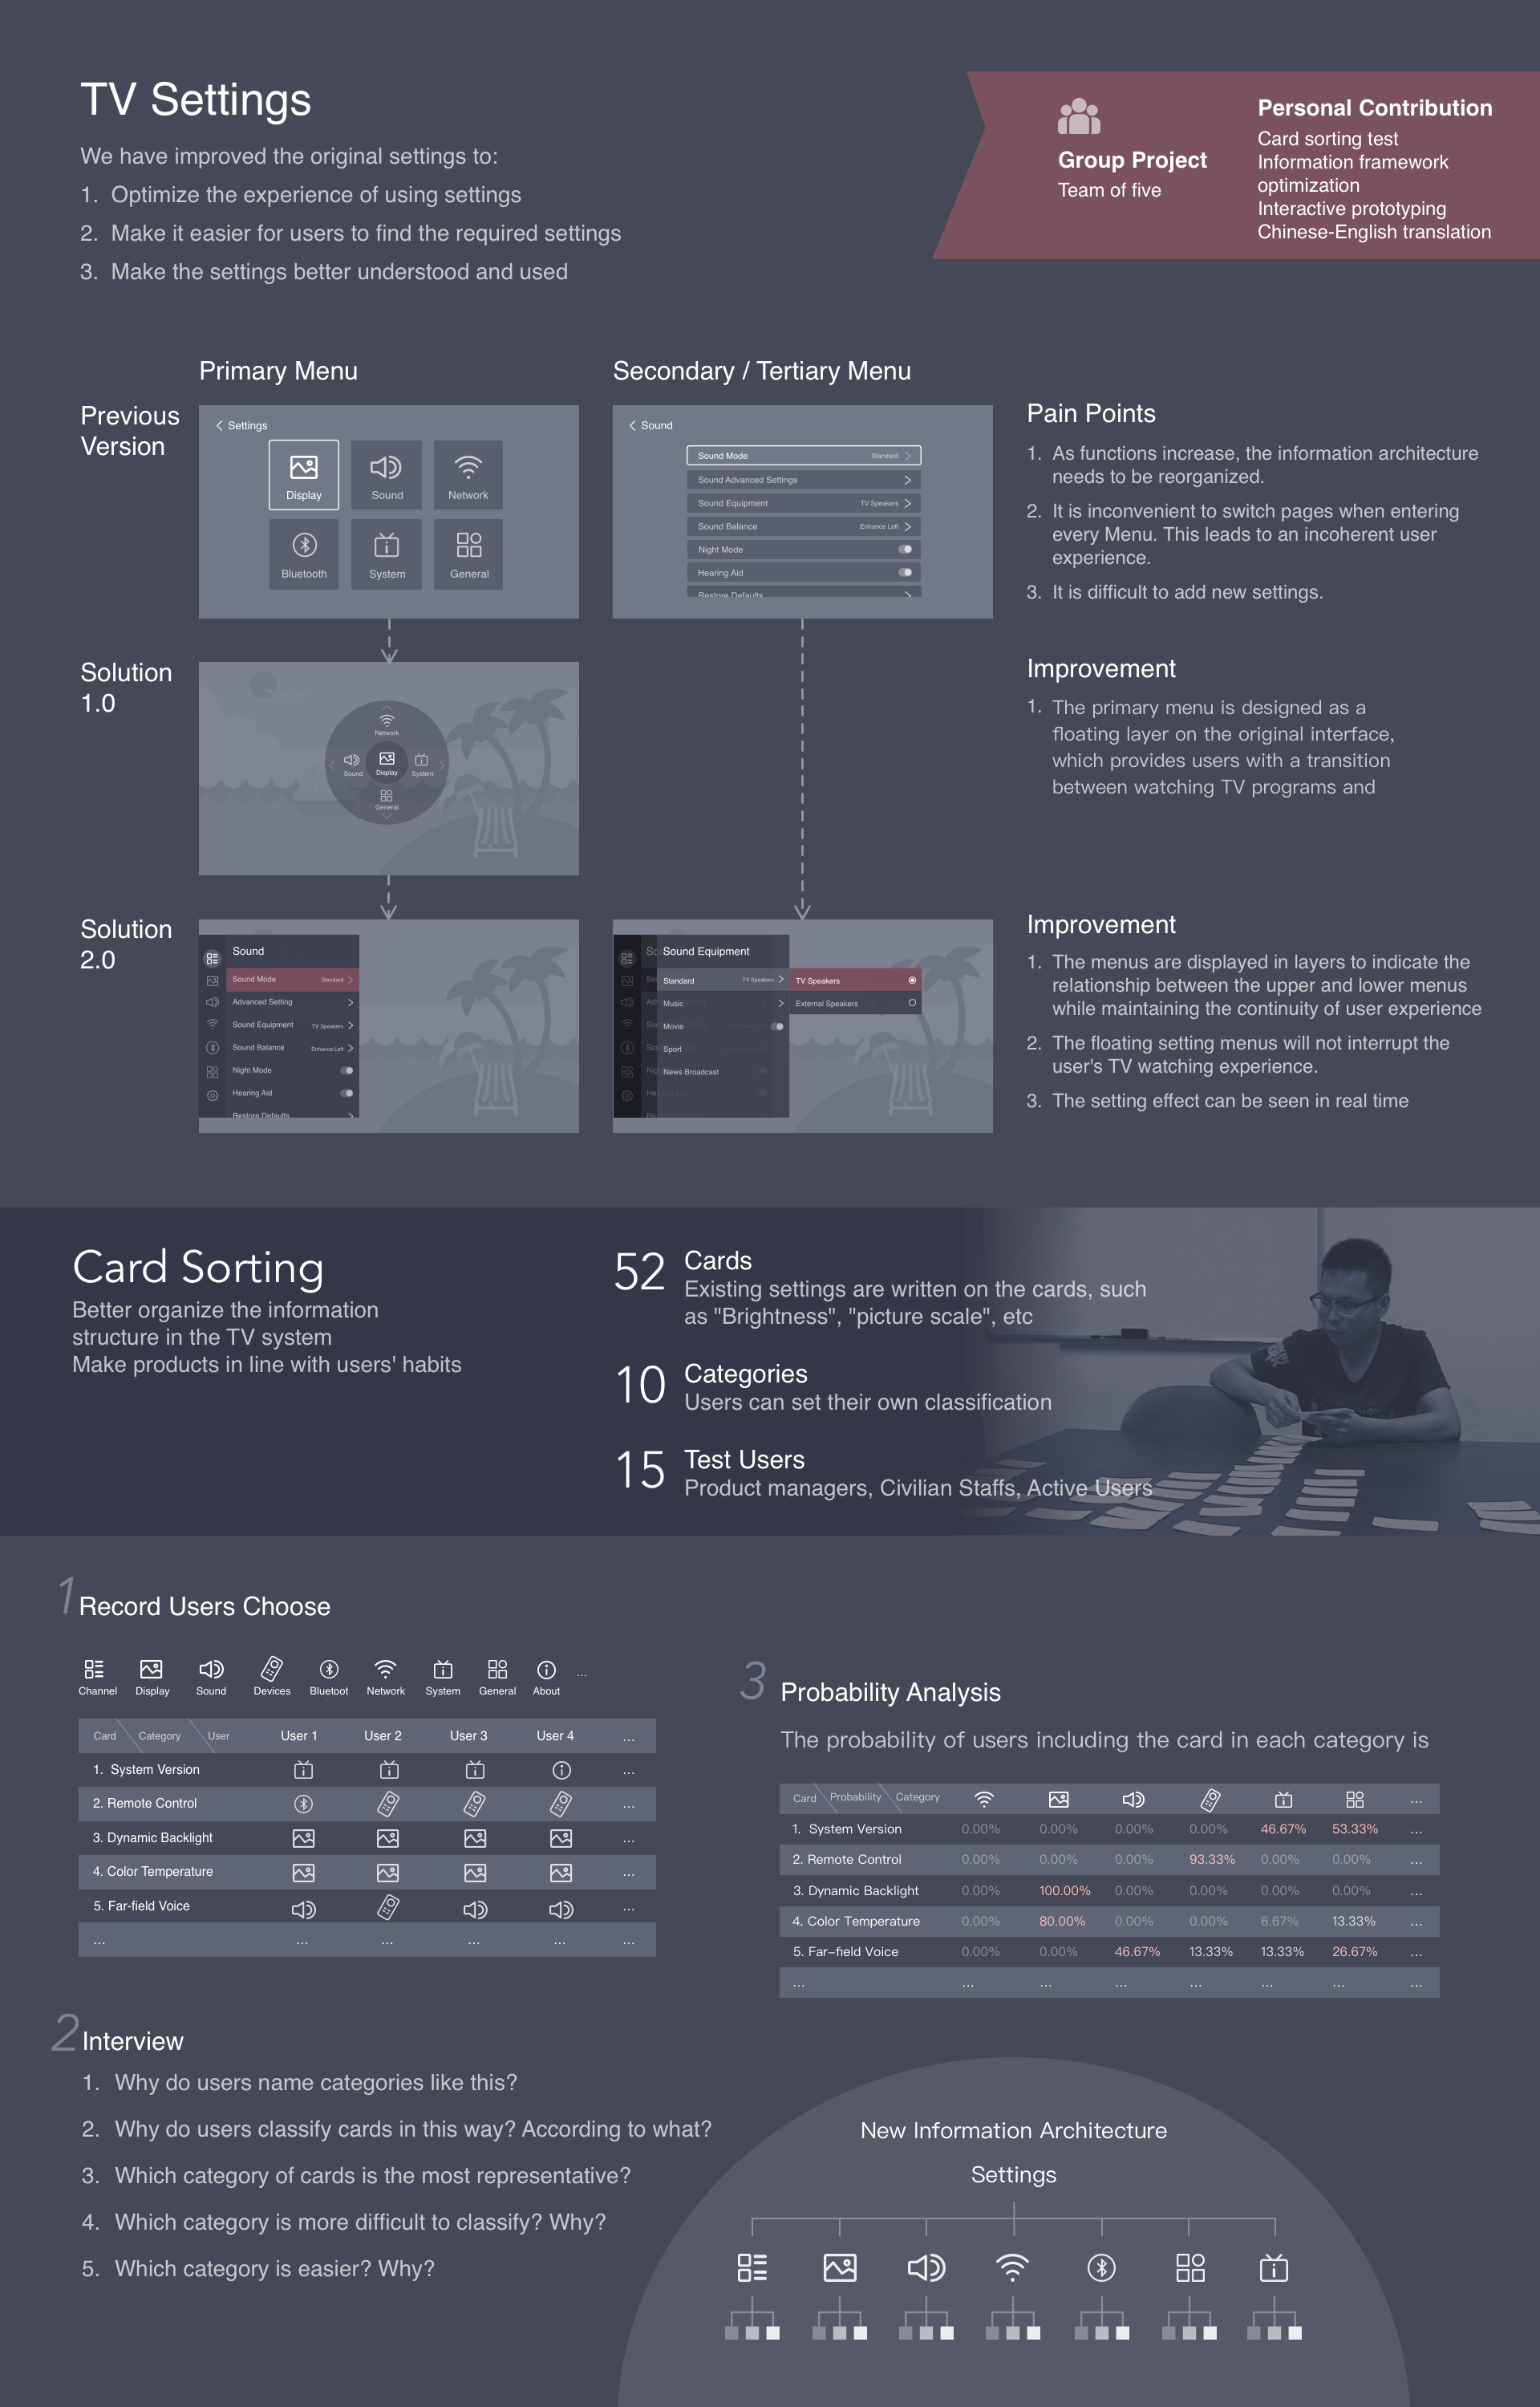 TV Settings
We have improved the original settings to:
1. Optimize the experience of using settings
2. Make it easier for users to find the required settings
3. Make the settings better understood and used
Group Project
Team of five
Personal Contribution
Card sorting test
Information framework
optimization
Interactive prototyping
Chinese-English translation
Primary Menu
Secondary / Tertiary Menu
Previous
Version
Settings
Display
Sound
Network
Bluetooth
System
General
Sound
Sound Mode Standard
Sound Advanced Settings
Sound Equipment TV Speakers
Sound Balance Enhance Left
Night Mode
Hearing Aid
Restore Defaults
Pain Points
1. As functions increase, the information architecture
needs to be reorganized.
2. It is inconvenient to switch pages when entering
every Menu. This leads to an incoherent user
experience.
3. It is difficult to add new settings.
Solution
1.0
Network
Sound
Display
System
General
Improvement
1. The primary menu is designed as a
floating layer on the original interface,
which provides users with a transition
between watching TV programs and
Solution
2.0
Sound
Sound Mode Standard
Advanced Setting
Sound Equipment TV Speakers
Sound Balance Enhance Left
Night Mode
Hearing Aid
Restore Defaults
Sound Equipment
Standard TV Speakers
Music
Movie
Sport
News Broadcast
TV Speakers
External Speakers
Improvement
1. The menus are displayed in layers to indicate the
relationship between the upper and lower menus
while maintaining the continuity of user experience
2. The floating setting menus will not interrupt the
user's TV watching experience.
3. The setting effect can be seen in real time
Card Sorting
Better organize the information
structure in the TV system
Make products in line with users' habits
52 Cards
Existing settings are written on the cards, such
as "Brightness", "picture scale", etc
10 Categories
Users can set their own classification
15 Test Users
Product managers, Civilian Staffs, Active Users
1 Record Users Choose
Channel Display Sound Devices Bluetoot Network System General About ...
Card Category User User 1 User 2 User 3 User 4 ...
1. System Version ...
2. Remote Control ...
3. Dynamic Backlight ...
4. Color Temperature ...
5. Far-field Voice ...
... ... ... ... ... ...
2 Interview
1. Why do users name categories like this?
2. Why do users classify cards in this way? According to what?
3. Which category of cards is the most representative?
4. Which category is more difficult to classify? Why?
5. Which category is easier? Why?
3 Probability Analysis
The probability of users including the card in each category is
Card Probability Category ...
1. System Version 0.00% 0.00% 0.00% 0.00% 46.67% 53.33% ...
2. Remote Control 0.00% 0.00% 0.00% 93.33% 0.00% 0.00% ...
3. Dynamic Backlight 0.00% 100.00% 0.00% 0.00% 0.00% 0.00% ...
4. Color Temperature 0.00% 80.00% 0.00% 0.00% 6.67% 13.33% ...
5. Far-field Voice 0.00% 0.00% 46.67% 13.33% 13.33% 26.67% ...
... ... ... ... ... ... ... ...
New Information Architecture
Settings